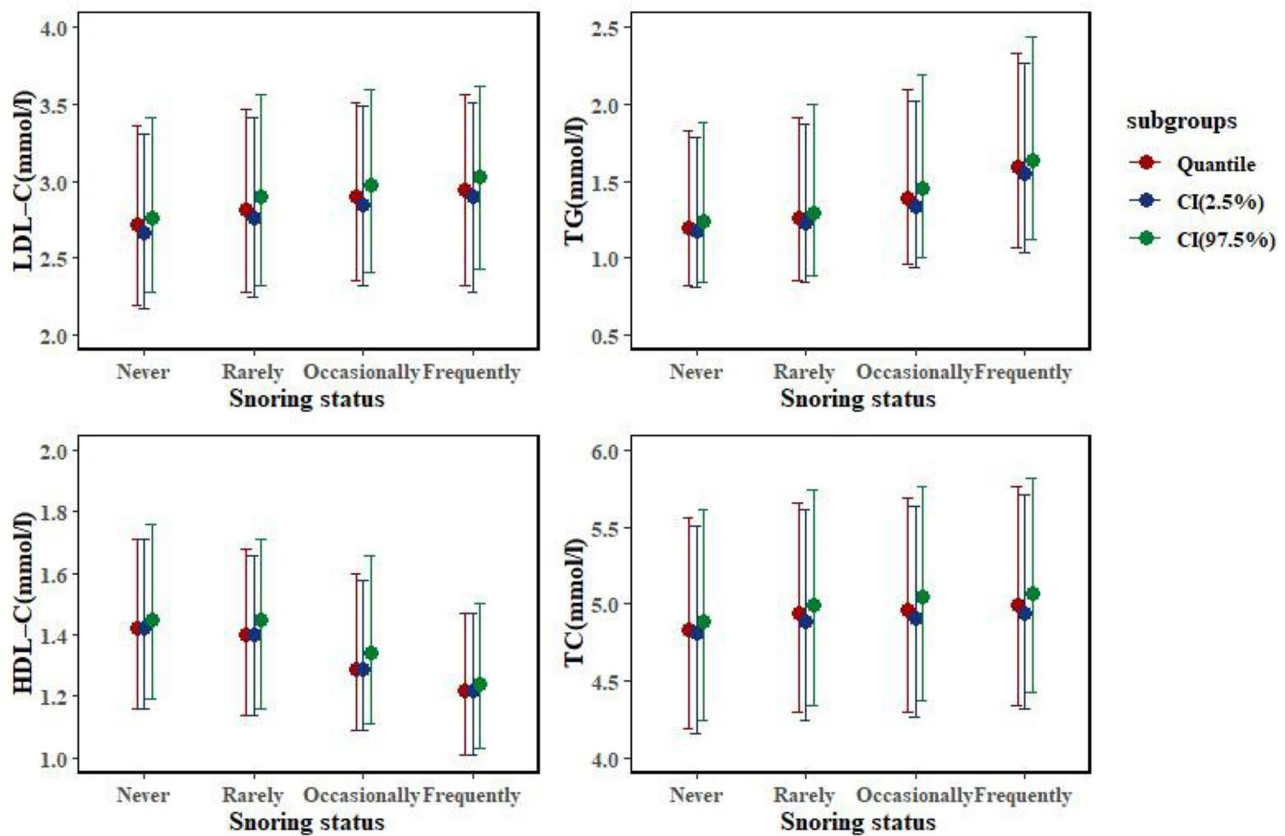 LDL−C(mmol/l)
4.0
3.5
3.0
2.5
2.0
Never Rarely Occasionally Frequently
Snoring status
TG(mmol/l)
2.5
2.0
1.5
1.0
0.5
Never Rarely Occasionally Frequently
Snoring status
subgroups
Quantile
CI(2.5%)
CI(97.5%)
HDL−C(mmol/l)
2.0
1.8
1.6
1.4
1.2
1.0
Never Rarely Occasionally Frequently
Snoring status
TC(mmol/l)
6.0
5.5
5.0
4.5
4.0
Never Rarely Occasionally Frequently
Snoring status